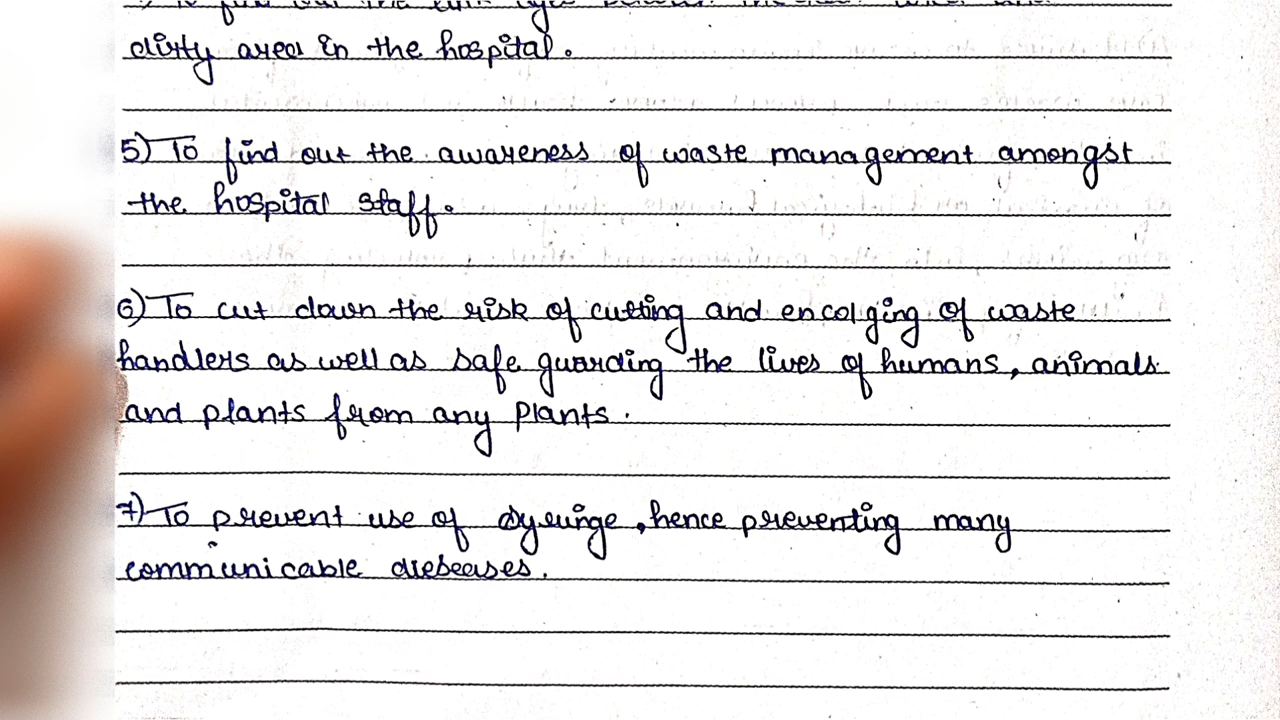 dirty area in the hospital.
5) To find out the awareness of waste management amongst
the hospital staff.
6) To cut down the risk of cutting and encolging of waste
handlers as well as safe guarding the lives of humans, animals
and plants from any plants.
7) To prevent use of syringe, hence preventing many
communicable diebeases.